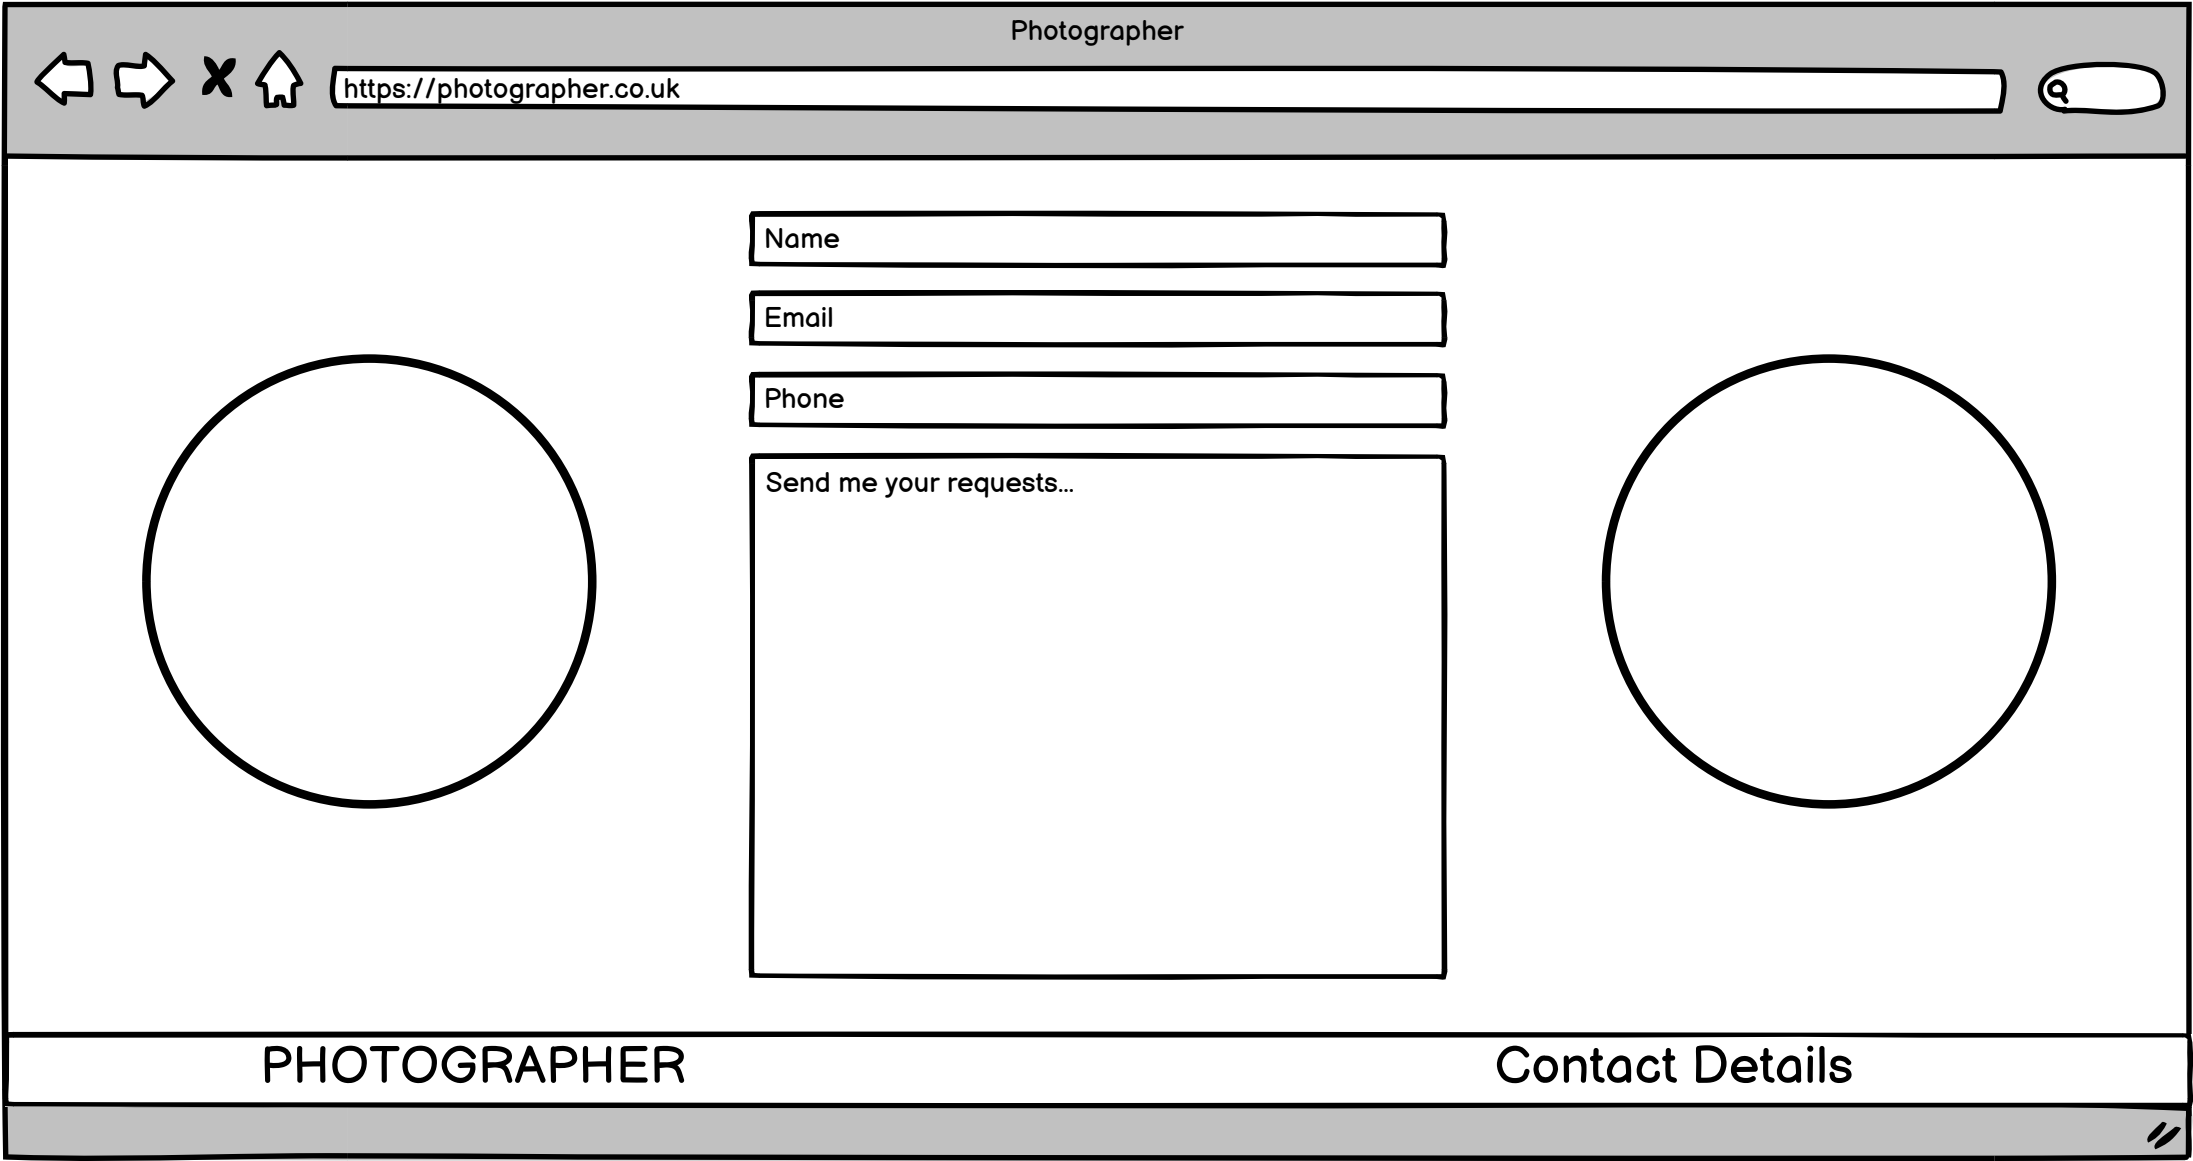 Photographer
https://photographer.co.uk
Name
Email
Phone
Send me your requests...
PHOTOGRAPHER
Contact Details